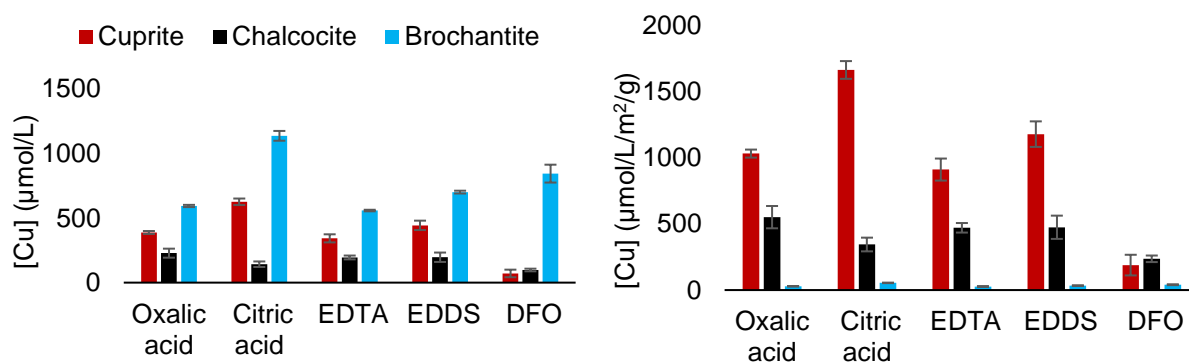 Cuprite Chalcocite Brochantite
[Cu] (µmol/L)
1500
1000
500
0
Oxalic acid
Citric acid
EDTA
EDDS
DFO
[Cu] (µmol/L/m²/g)
2000
1500
1000
500
0
Oxalic acid
Citric acid
EDTA
EDDS
DFO